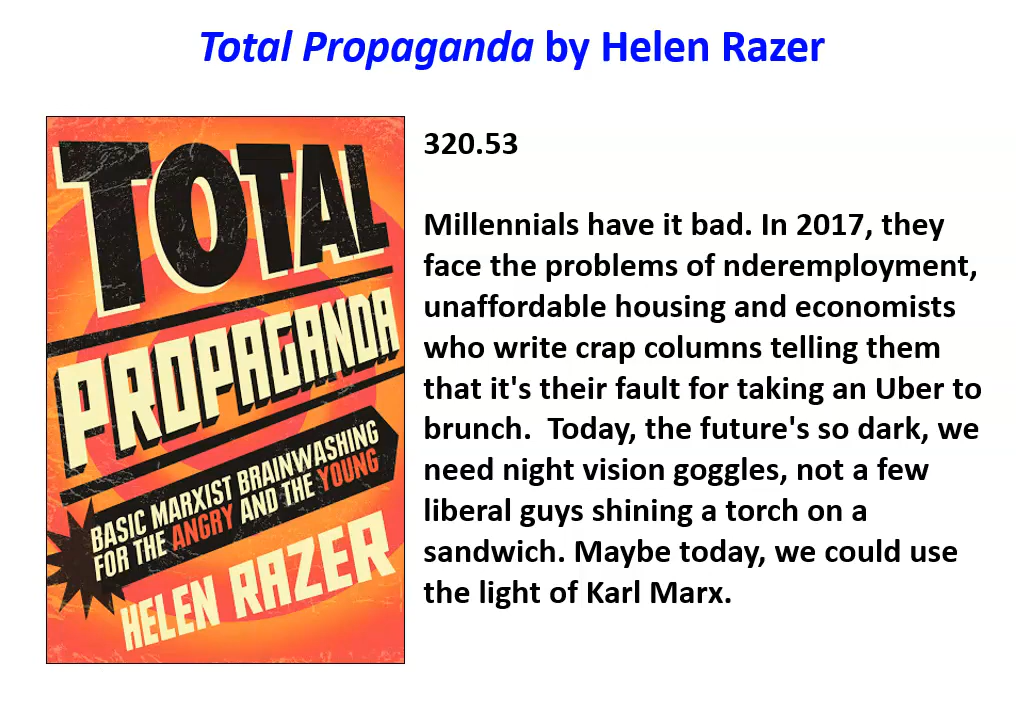 Total Propaganda by Helen Razer
TOTAL
PROPAGANDA
BASIC MARXIST BRAINWASHING
FOR THE ANGRY AND THE YOUNG
HELEN RAZER
320.53
Millennials have it bad. In 2017, they
face the problems of nderemployment,
unaffordable housing and economists
who write crap columns telling them
that it's their fault for taking an Uber to
brunch.  Today, the future's so dark, we
need night vision goggles, not a few
liberal guys shining a torch on a
sandwich. Maybe today, we could use
the light of Karl Marx.